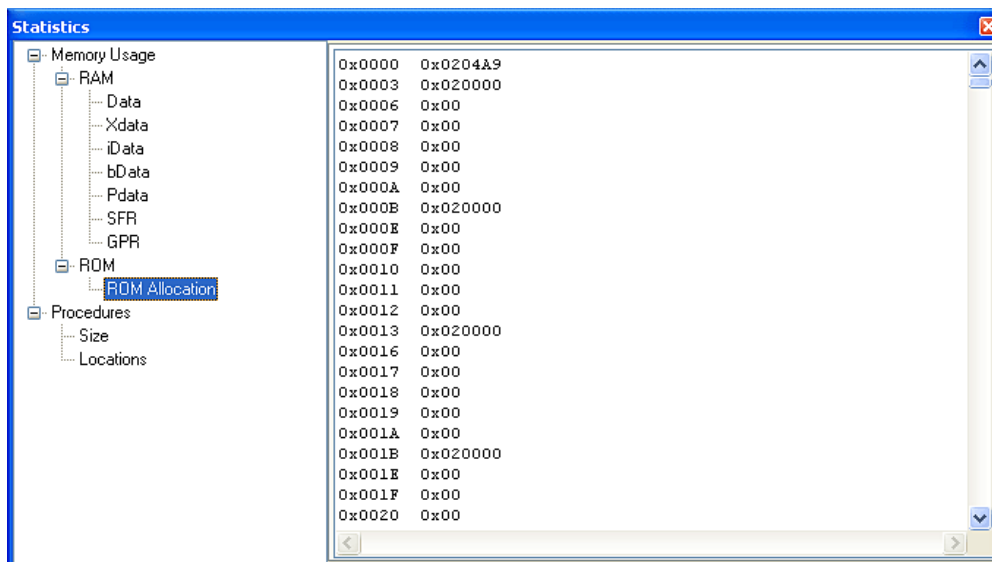 Statistics
Memory Usage
RAM
Data
Xdata
iData
bData
Pdata
SFR
GPR
ROM
ROM Allocation
Procedures
Size
Locations
0x0000 0x0204A9
0x0003 0x020000
0x0006 0x00
0x0007 0x00
0x0008 0x00
0x0009 0x00
0x000A 0x00
0x000B 0x020000
0x000E 0x00
0x000F 0x00
0x0010 0x00
0x0011 0x00
0x0012 0x00
0x0013 0x020000
0x0016 0x00
0x0017 0x00
0x0018 0x00
0x0019 0x00
0x001A 0x00
0x001B 0x020000
0x001E 0x00
0x001F 0x00
0x0020 0x00